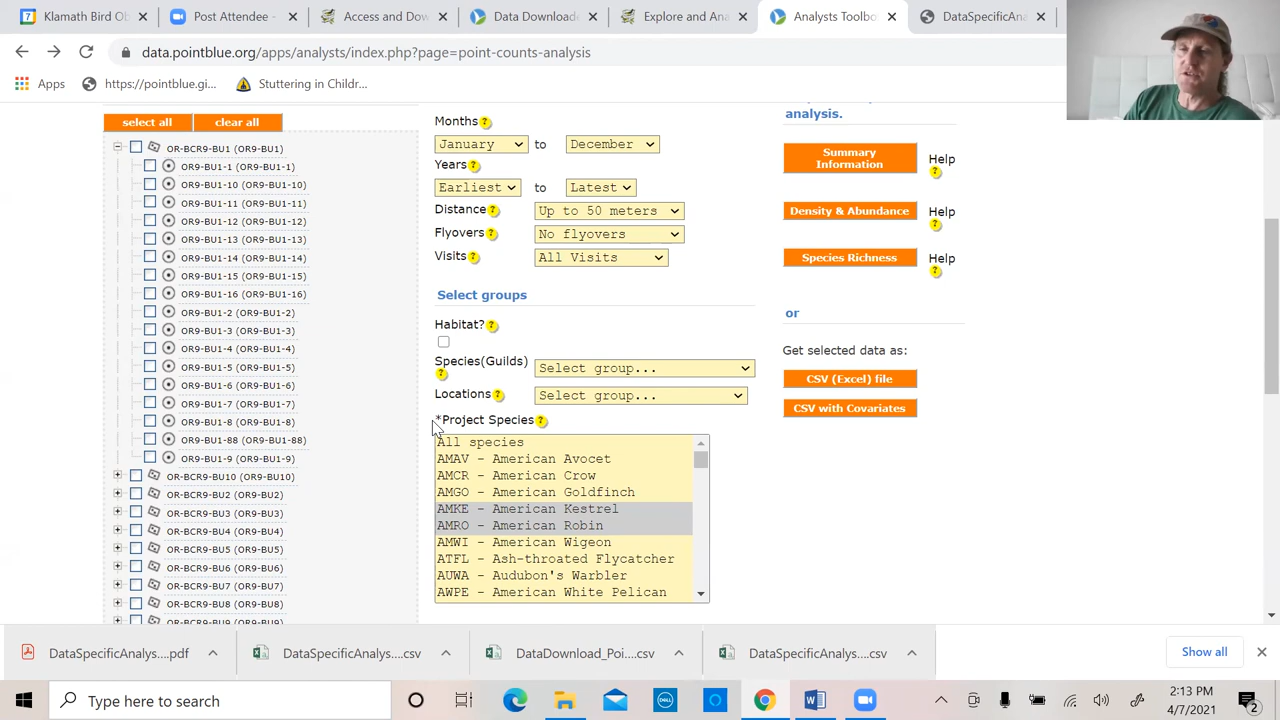 Klamath Bird Ob
Post Attendee -
Access and Dow
Data Download
Explore and An
Analysts Toolbo
DataSpecificAnal
data.pointblue.org/apps/analysts/index.php?page=point-counts-analysis
Apps
https://pointblue.gi...
Stuttering in Childr...
select all
clear all
OR-BCR9-BU1 (OR9-BU1)
OR9-BU1-1 (OR9-BU1-1)
OR9-BU1-10 (OR9-BU1-10)
OR9-BU1-11 (OR9-BU1-11)
OR9-BU1-12 (OR9-BU1-12)
OR9-BU1-13 (OR9-BU1-13)
OR9-BU1-14 (OR9-BU1-14)
OR9-BU1-15 (OR9-BU1-15)
OR9-BU1-16 (OR9-BU1-16)
OR9-BU1-2 (OR9-BU1-2)
OR9-BU1-3 (OR9-BU1-3)
OR9-BU1-4 (OR9-BU1-4)
OR9-BU1-5 (OR9-BU1-5)
OR9-BU1-6 (OR9-BU1-6)
OR9-BU1-7 (OR9-BU1-7)
OR9-BU1-8 (OR9-BU1-8)
OR9-BU1-88 (OR9-BU1-88)
OR9-BU1-9 (OR9-BU1-9)
OR-BCR9-BU10 (OR9-BU10)
OR-BCR9-BU2 (OR9-BU2)
OR-BCR9-BU3 (OR9-BU3)
OR-BCR9-BU4 (OR9-BU4)
OR-BCR9-BU5 (OR9-BU5)
OR-BCR9-BU6 (OR9-BU6)
OR-BCR9-BU7 (OR9-BU7)
OR-BCR9-BU8 (OR9-BU8)
OR-BCR9-BU9 (OR9-BU9)
Months ?
January to December
Years ?
Earliest to Latest
Distance ? Up to 50 meters
Flyovers ? No flyovers
Visits ? All Visits
Select groups
Habitat? ?
Species(Guilds) ? Select group...
Locations ? Select group...
*Project Species ?
All species
AMAV - American Avocet
AMCR - American Crow
AMGO - American Goldfinch
AMKE - American Kestrel
AMRO - American Robin
AMWI - American Wigeon
ATFL - Ash-throated Flycatcher
AUWA - Audubon's Warbler
AWPE - American White Pelican
analysis.
Summary
Information
Help ?
Density & Abundance
Help ?
Species Richness
Help ?
or
Get selected data as:
CSV (Excel) file
CSV with Covariates
DataSpecificAnalys....pdf
DataSpecificAnalys....csv
DataDownload_Poi....csv
DataSpecificAnalys....csv
Show all
Type here to search
DELL
2:13 PM
4/7/2021
2